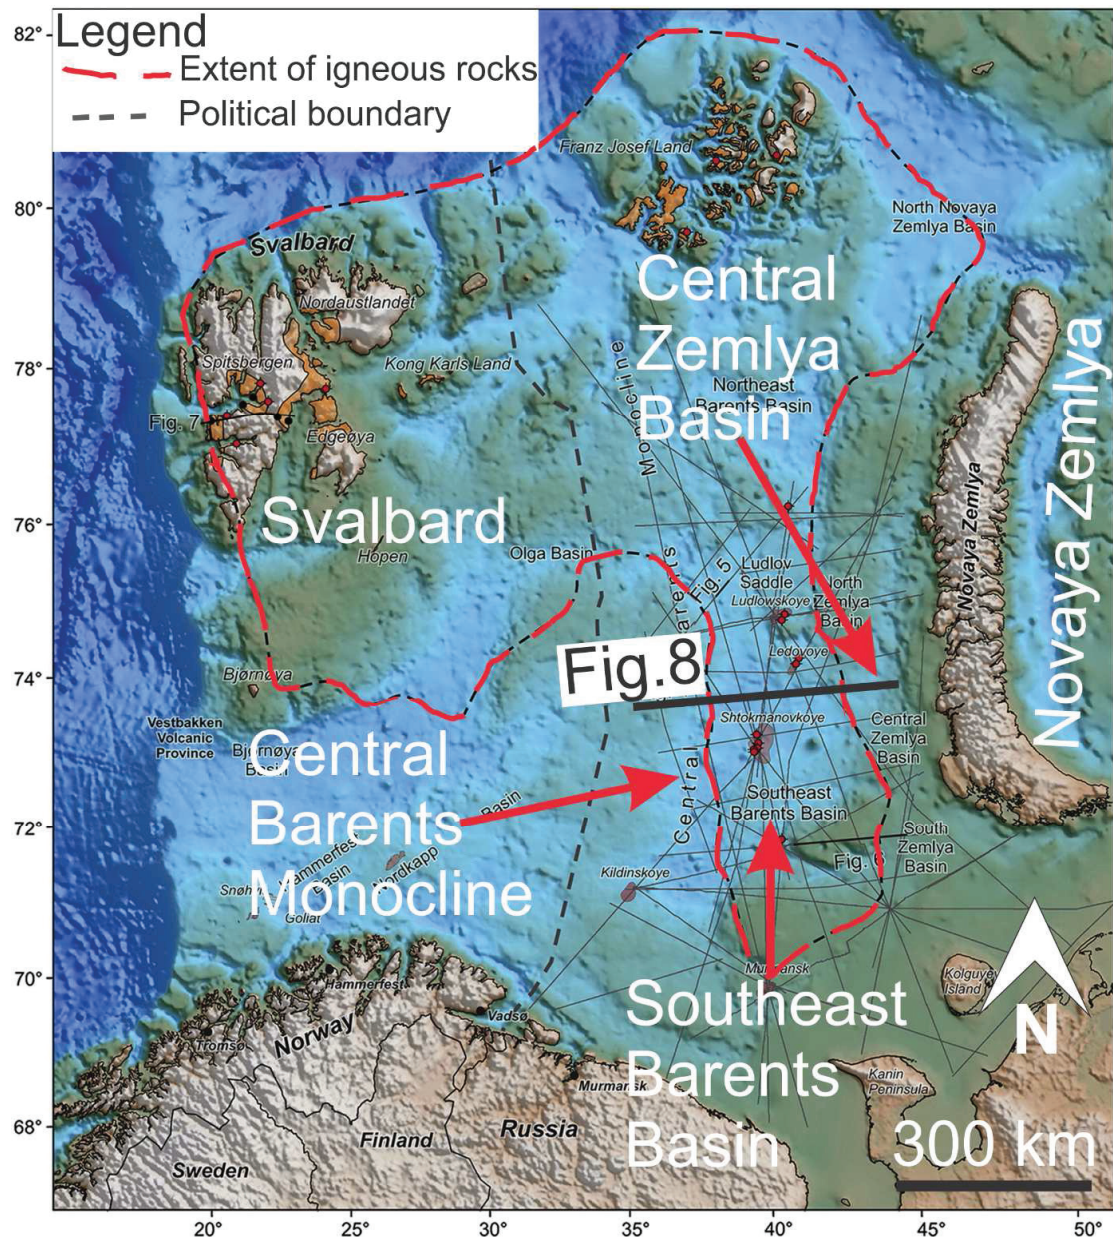 82°
Legend
Extent of igneous rocks
Political boundary
Franz Josef Land
80°
North Novaya
Zemlya Basin
Svalbard
Central
Zemlya
Basin
Nordaustlandet
Monocline
78°
Spitsbergen
Kong Karls Land
Northeast
Barents Basin
Fig. 7
Edgeøya
Novaya Zemlya
Novaya Zemlya
76°
Svalbard
Hopen
Olga Basin
Barents
Fig. 5
Ludlov
Saddle
Ludlowskoye
North
Zemlya
Basin
Ledovoye
74°
Bjørnøya
Fig.8
Vestbakken
Volcanic
Province
Bjørnøya
Basin
Shtokmanovkoye
Central
Zemlya
Basin
Central
Barents
Monocline
Central
72°
Basin
Southeast
Barents Basin
South
Zemlya
Basin
Fig. 6
Hammerfest
Basin
Nordkapp
Kildinskoye
Goliat
70°
Murmansk
Kolguyev
Island
Hammerfest
Vadsø
Southeast
Barents
Basin
N
Norway
Tromsø
Murmansk
Kanin
Peninsula
68°
Finland
Russia
Sweden
300 km
20°
25°
30°
35°
40°
45°
50°